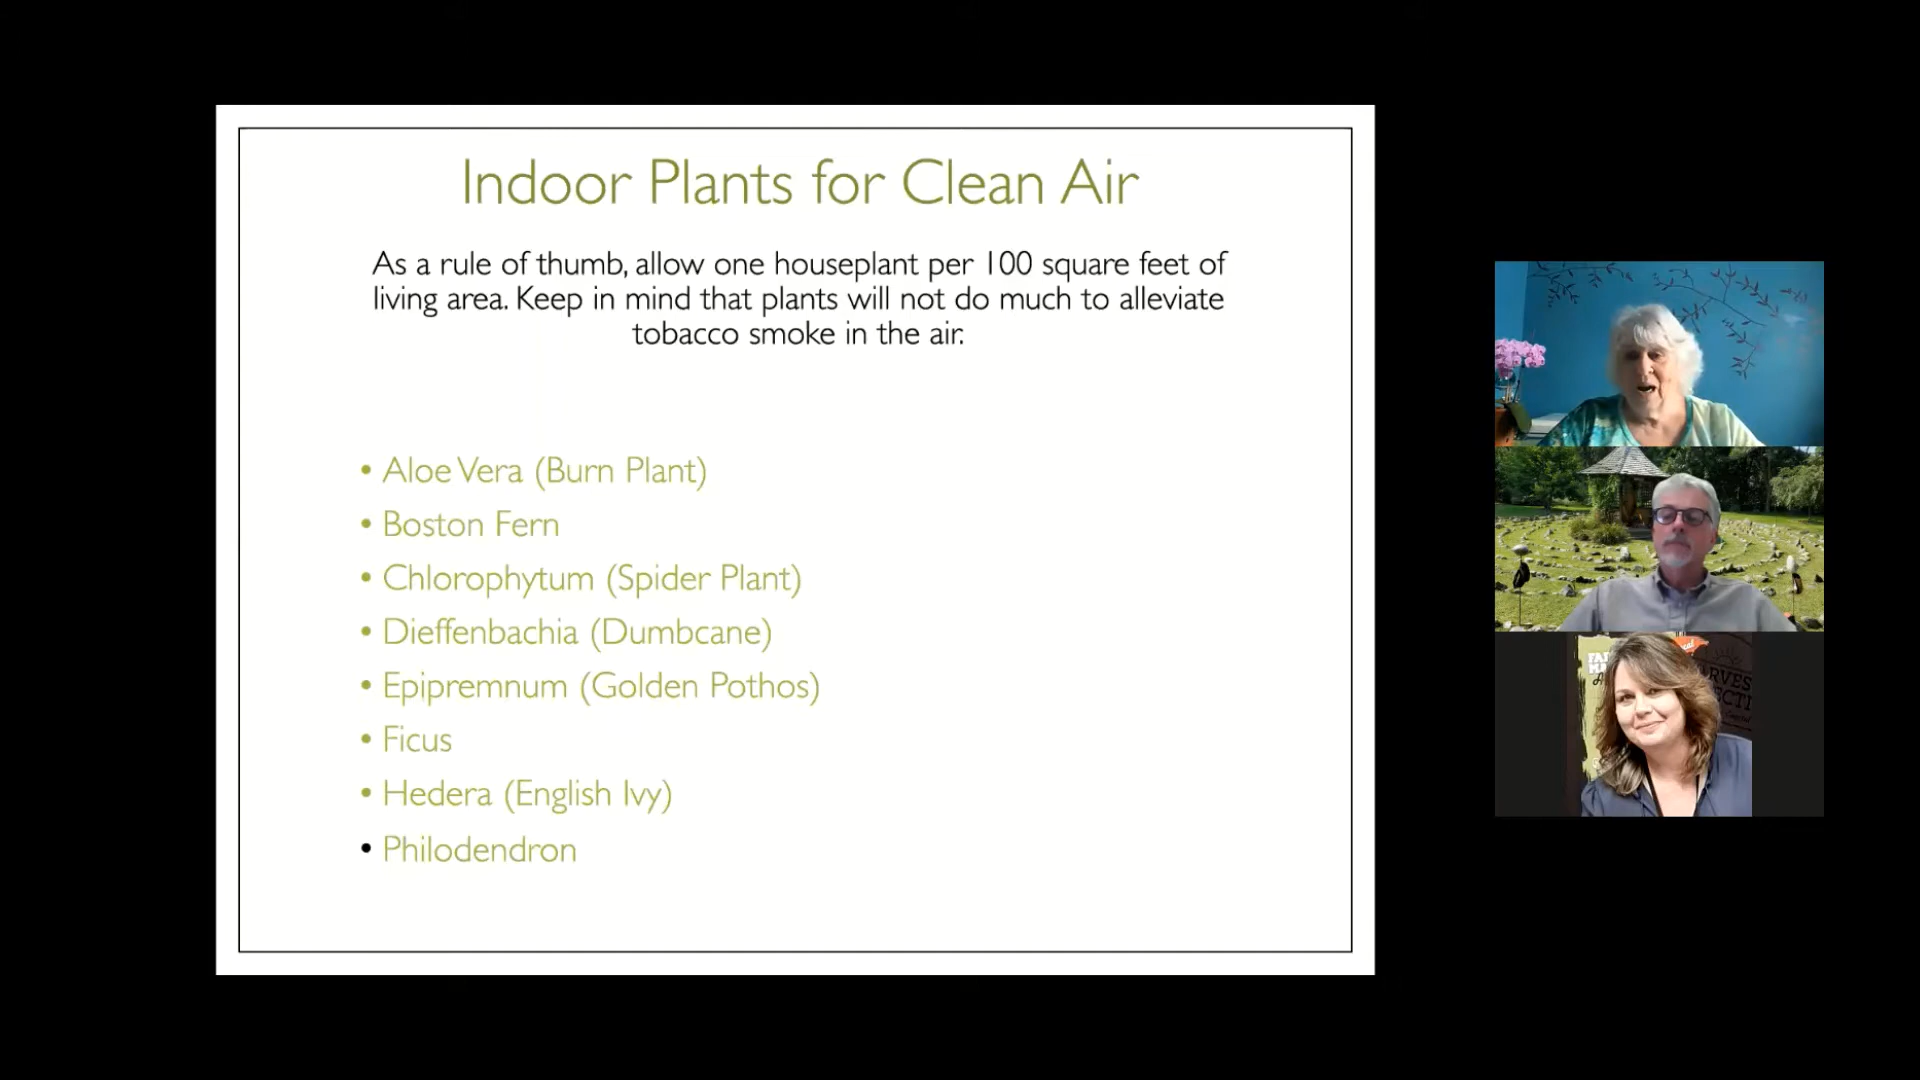 Indoor Plants for Clean Air
As a rule of thumb, allow one houseplant per 100 square feet of
living area. Keep in mind that plants will not do much to alleviate
tobacco smoke in the air.
• Aloe Vera (Burn Plant)
• Boston Fern
• Chlorophytum (Spider Plant)
• Dieffenbachia (Dumbcane)
• Epipremnum (Golden Pothos)
• Ficus
• Hedera (English Ivy)
• Philodendron